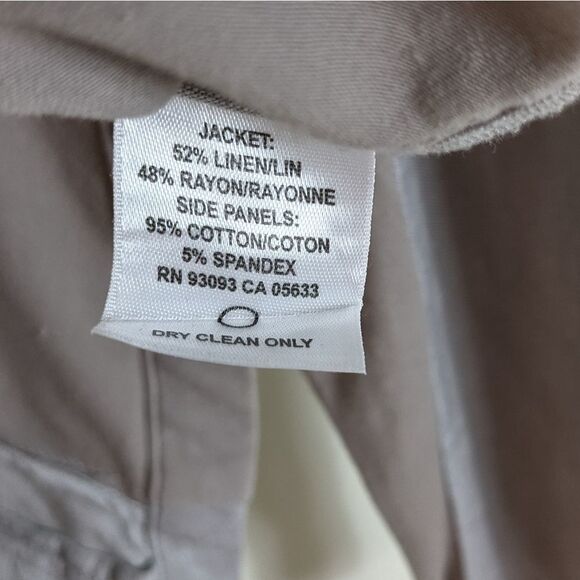 JACKET:
52% LINEN/LIN
48% RAYON/RAYONNE
SIDE PANELS:
95% COTTON/COTON
5% SPANDEX
RN 93093 CA 05633
DRY CLEAN ONLY